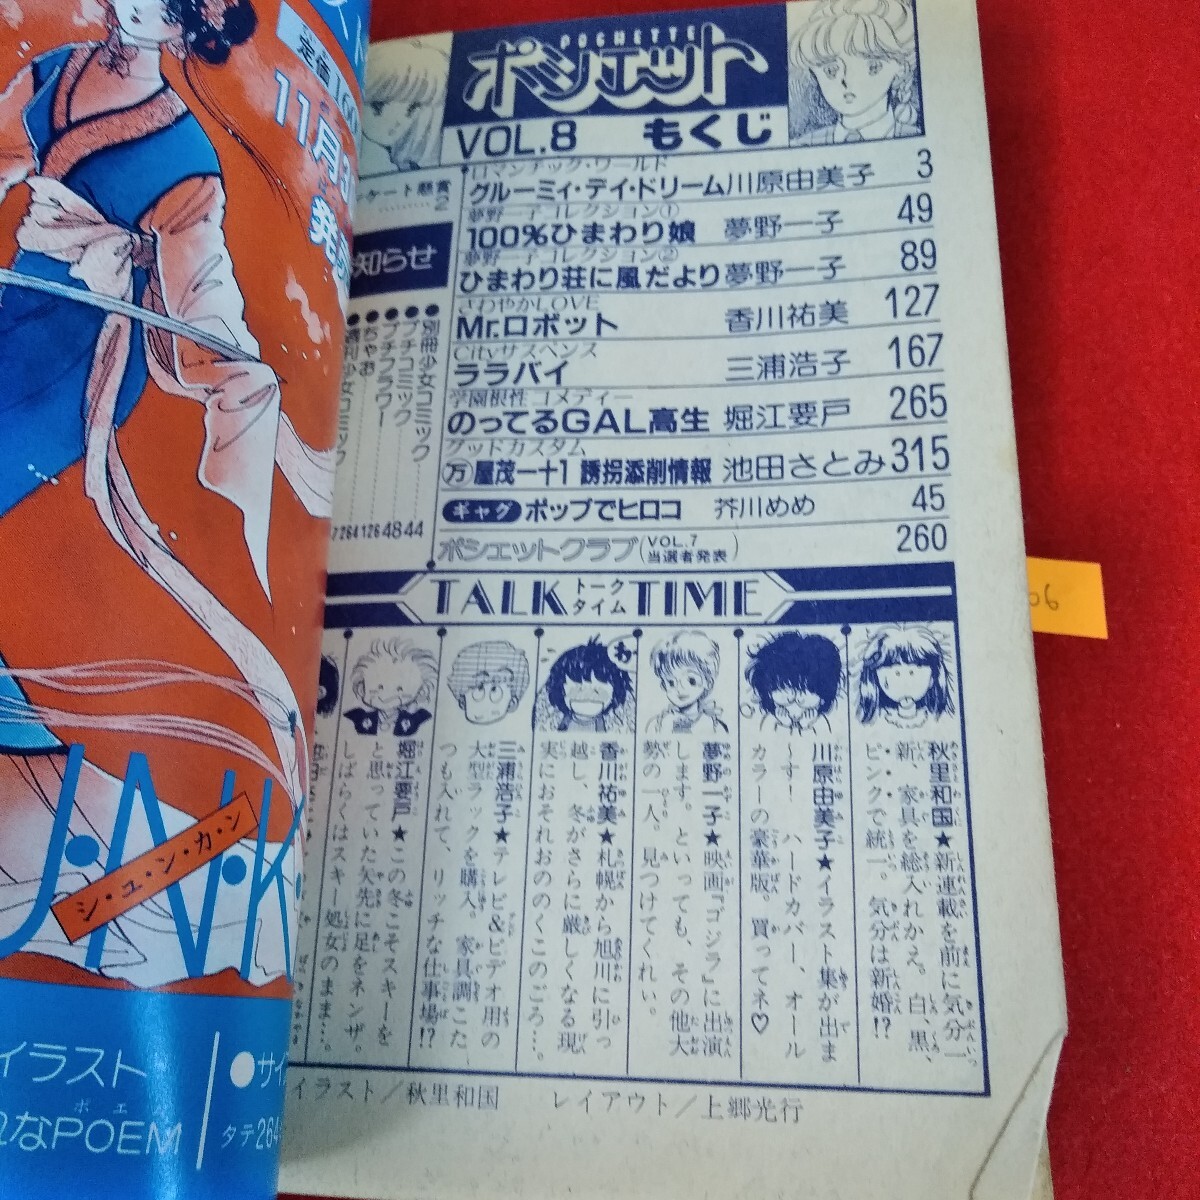 POCHETTE
ポシェット
VOL.8 もくじ
ロマンチック・ワールド
グルーミィ・デイ・ドリーム 川原由美子 3
夢野一子コレクション①
100%ひまわり娘 夢野一子 49
夢野一子コレクション②
ひまわり荘に風だより 夢野一子 89
さわやかLOVE
Mr.ロボット 香川祐美 127
Cityサスペンス
ララバイ 三浦浩子 167
学園根性コメディー
のってるGAL高生 堀江要戸 265
グッドカスタム
万屋茂一十1 誘拐添削情報 池田さとみ 315
ギャグ ポップでヒロコ 芥川めめ 45
ポシェットクラブ(VOL.7 当選者発表) 260
ケート懸賞
2
知らせ
別冊少女コミック 44
プチコミック 48
プチフラワー 126
ちゃお 264
刊少女コミック 7
TALK トークタイム TIME
秋里和国★新連載を前に気分一
新、家具を総入れかえ。白、黒、
ピンクで統一。気分は新婚!?
川原由美子★イラスト集が出ま
～す! ハードカバー、オール
カラーの豪華版。買ってネ♡
夢野一子★映画『ゴジラ』に出演
します。といっても、その他大
勢の一人。見つけてくれい。
香川祐美★札幌から旭川に引っ
越し、冬がさらに厳しくなる現
実におそれおののくこのごろ…。
三浦浩子★テレビ&ビデオ用の
大型ラックを購入。家具調こた
つも入れて、リッチな仕事場!?
堀江要戸★この冬こそスキーを
と思っていた矢先に足をネンザ。
しばらくはスキー処女のまま…。
イラスト/秋里和国 レイアウト/上郷光行
定価
11月
発売
シ・ュ・ン・カ・ン
イラスト
なPOEM
ポエ
●サイ
タテ264
06